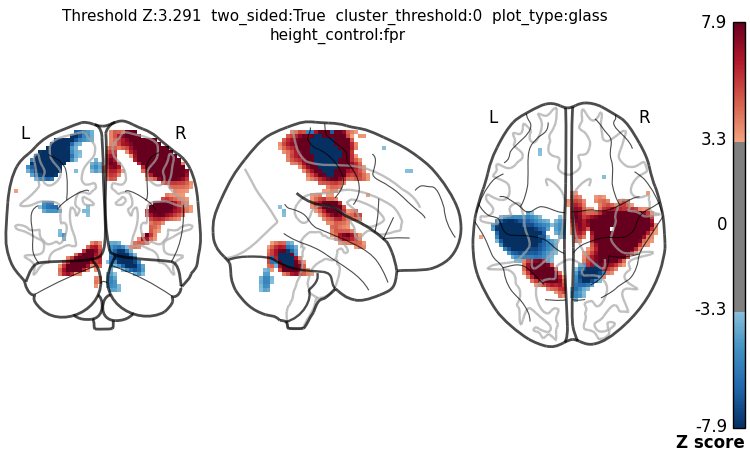 Threshold Z:3.291  two_sided:True  cluster_threshold:0  plot_type:glass
height_control:fpr
L
R
L
R
7.9
3.3
0
-3.3
-7.9
Z score